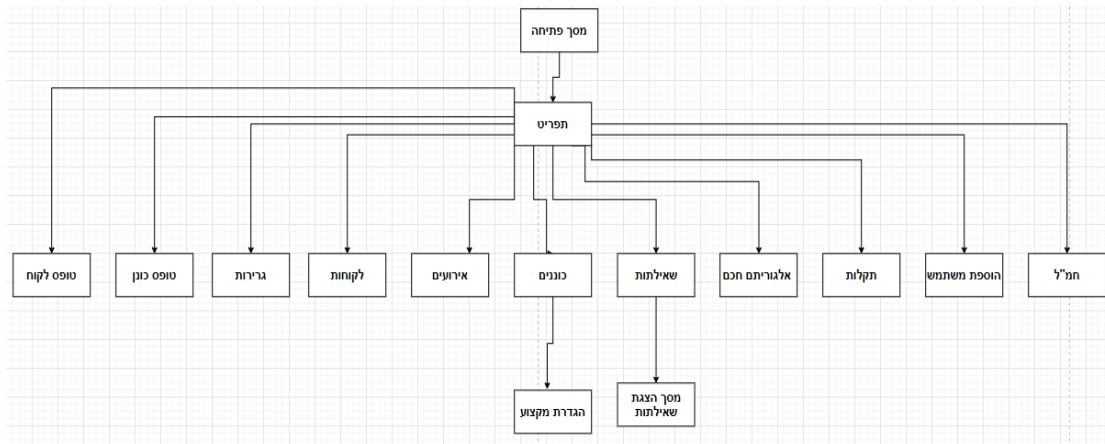 מסך פתיחה
תפריט
חמ"ל
הוספת משתמש
תקלות
אלגוריתם חכם
שאילתות
כוננים
אירועים
לקוחות
גרירות
טופס כונן
טופס לקוח
מסך הצגת
שאילתות
הגדרת מקצוע